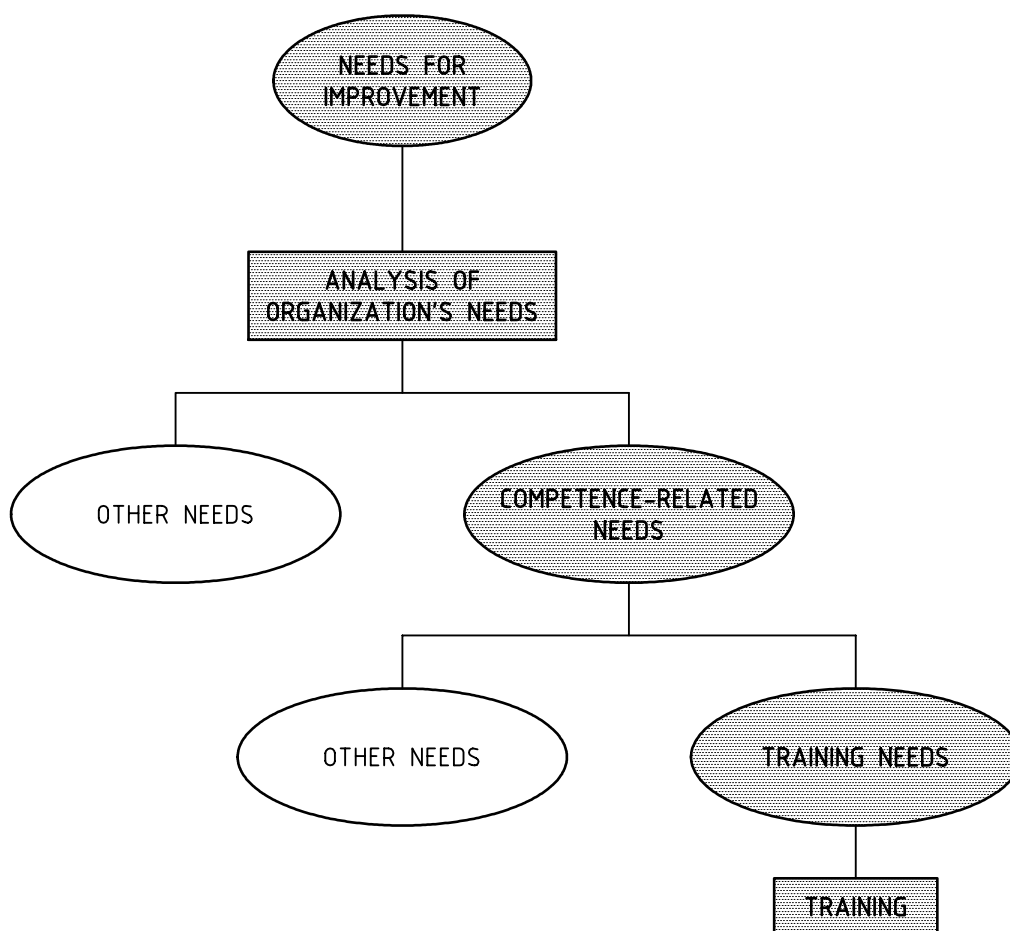 NEEDS FOR
IMPROVEMENT
ANALYSIS OF
ORGANIZATION'S NEEDS
OTHER NEEDS
COMPETENCE-RELATED
NEEDS
OTHER NEEDS
TRAINING NEEDS
TRAINING